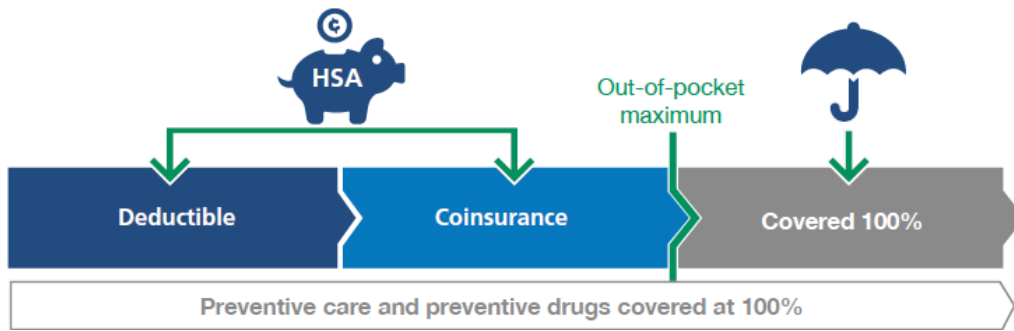 ¢
HSA
Out-of-pocket
maximum
Deductible
Coinsurance
Covered 100%
Preventive care and preventive drugs covered at 100%